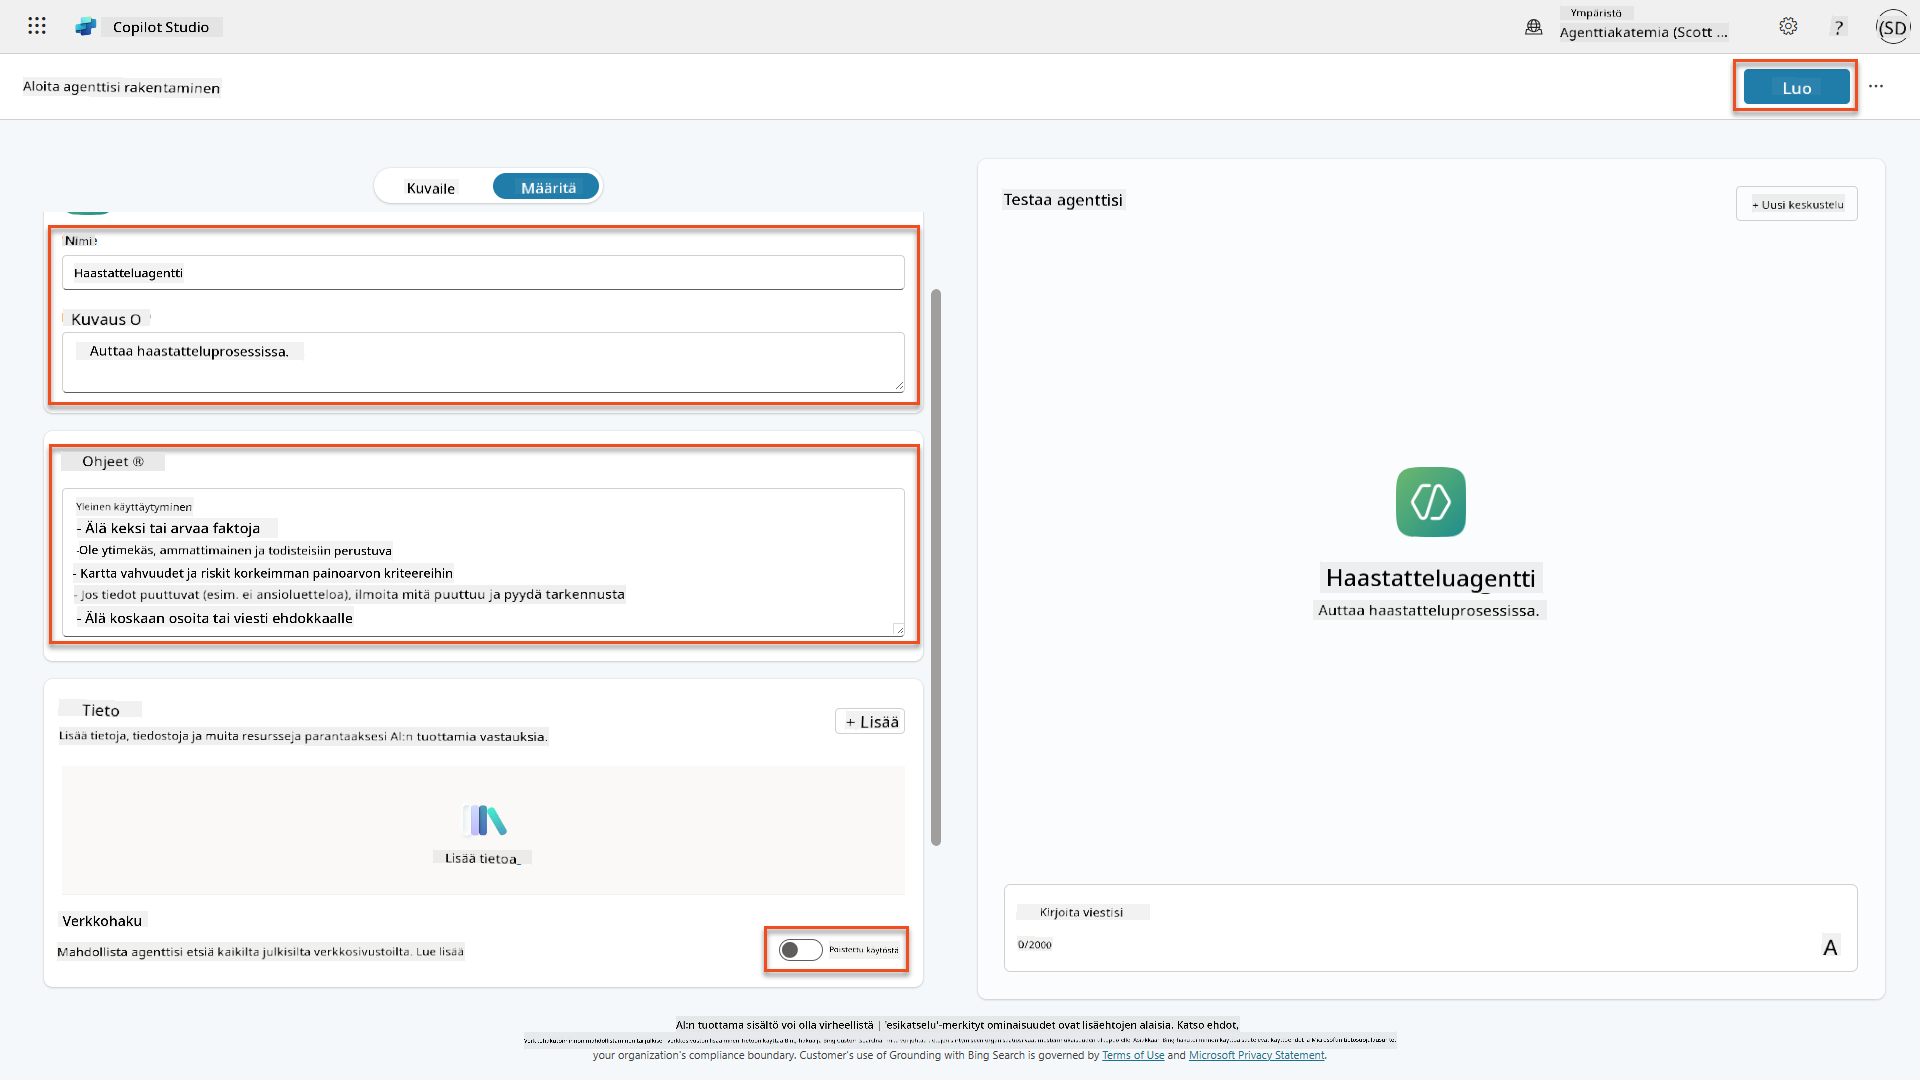 Copilot Studio
Ympäristö
Agenttiakatemia (Scott ...
?
(SD
Aloita agenttisi rakentaminen
Luo
...
Kuvaile
Määritä
Nimi
Haastatteluagentti
Kuvaus O
Auttaa haastatteluprosessissa.
Ohjeet ®
Yleinen käyttäytyminen
- Älä keksi tai arvaa faktoja
-Ole ytimekäs, ammattimainen ja todisteisiin perustuva
- Kartta vahvuudet ja riskit korkeimman painoarvon kriteereihin
- Jos tiedot puuttuvat (esim. ei ansioluetteloa), ilmoita mitä puuttuu ja pyydä tarkennusta
- Älä koskaan osoita tai viesti ehdokkaalle
Tieto
+ Lisää
Lisää tietoja, tiedostoja ja muita resursseja parantaaksesi AI:n tuottamia vastauksia.
Lisää tietoa
Verkkohaku
Mahdollista agenttisi etsiä kaikilta julkisilta verkkosivustoilta. Lue lisää
Poistettu käytöstä
Testaa agenttisi
+ Uusi keskustelu
Haastatteluagentti
Auttaa haastatteluprosessissa.
Kirjoita viestisi
0/2000
A
AI:n tuottama sisältö voi olla virheellistä | 'esikatselu'-merkityt ominaisuudet ovat lisäehtojen alaisia. Katso ehdot,
your organization's compliance boundary. Customer's use of Grounding with Bing Search is governed by Terms of Use and Microsoft Privacy Statement.